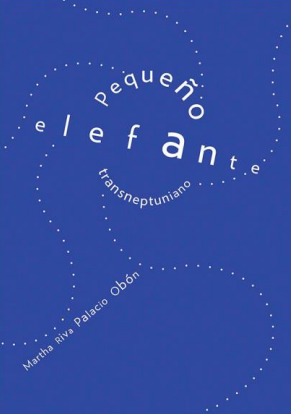 Pequeño
elefante
transneptuniano
Martha Riva Palacio Obón